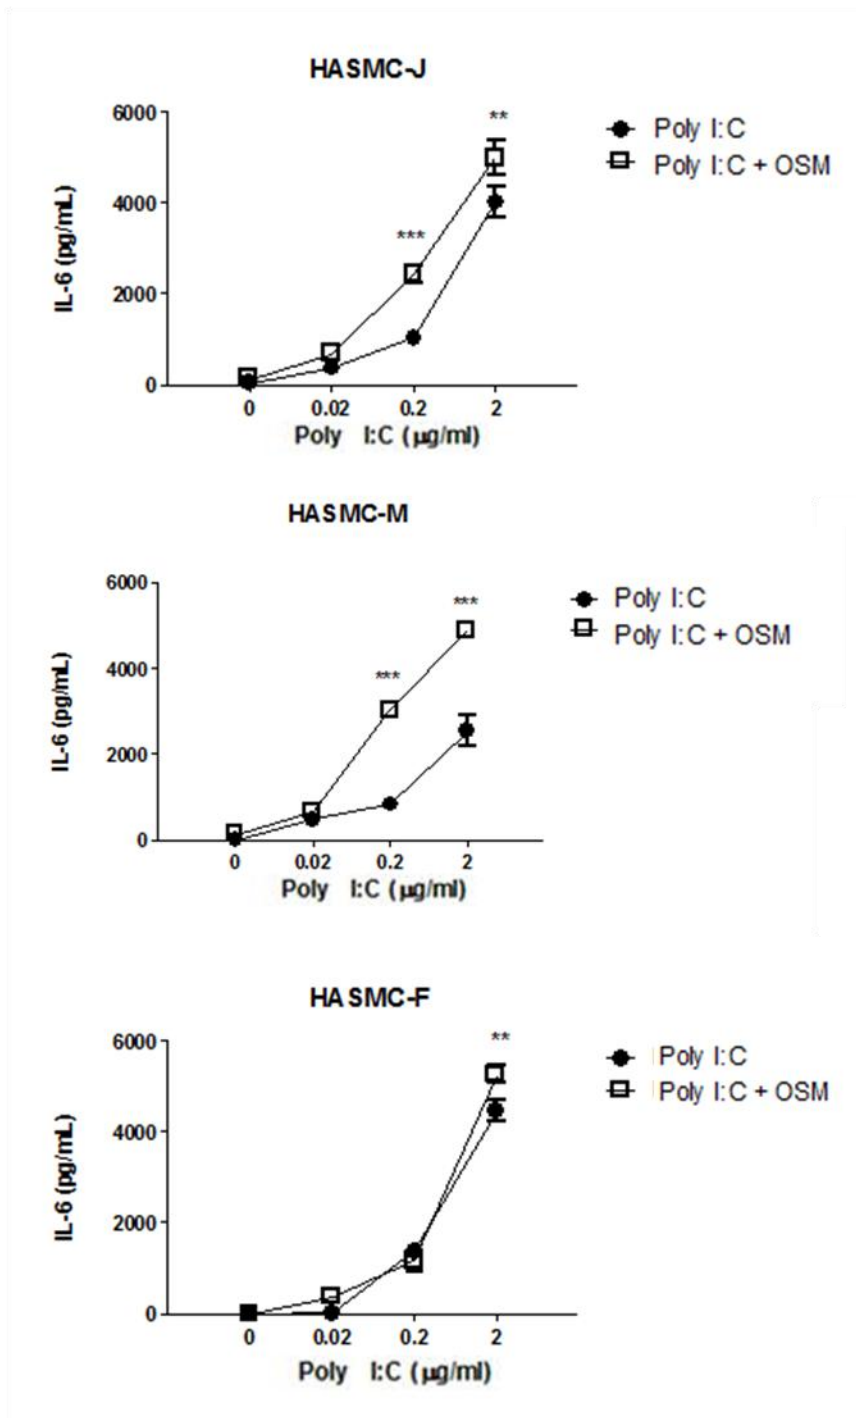 HASMC-J
6000
4000
2000
0
IL-6 (pg/mL)
**
***
0 0.02 0.2 2
Poly I:C (μg/ml)
Poly I:C
Poly I:C + OSM
HASMC-M
6000
4000
2000
0
IL-6 (pg/mL)
***
***
0 0.02 0.2 2
Poly I:C (μg/ml)
Poly I:C
Poly I:C + OSM
HASMC-F
6000
4000
2000
0
IL-6 (pg/mL)
**
0 0.02 0.2 2
Poly I:C (μg/ml)
Poly I:C
Poly I:C + OSM